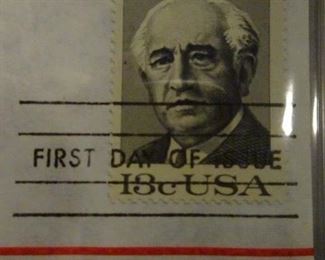 FIRST DAY OF ISSUE
13c USA